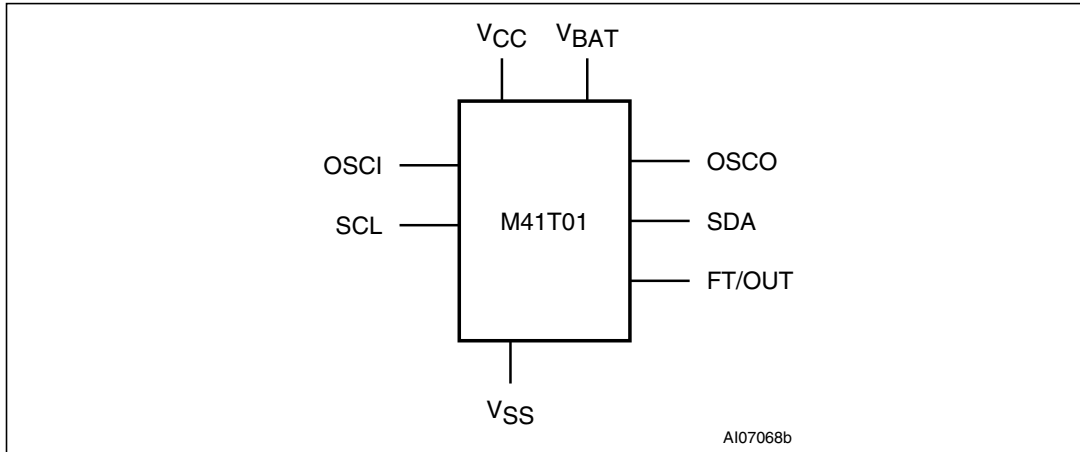 VCC VBAT
OSCI OSCO
SCL M41T01 SDA
FT/OUT
VSS
AI07068b